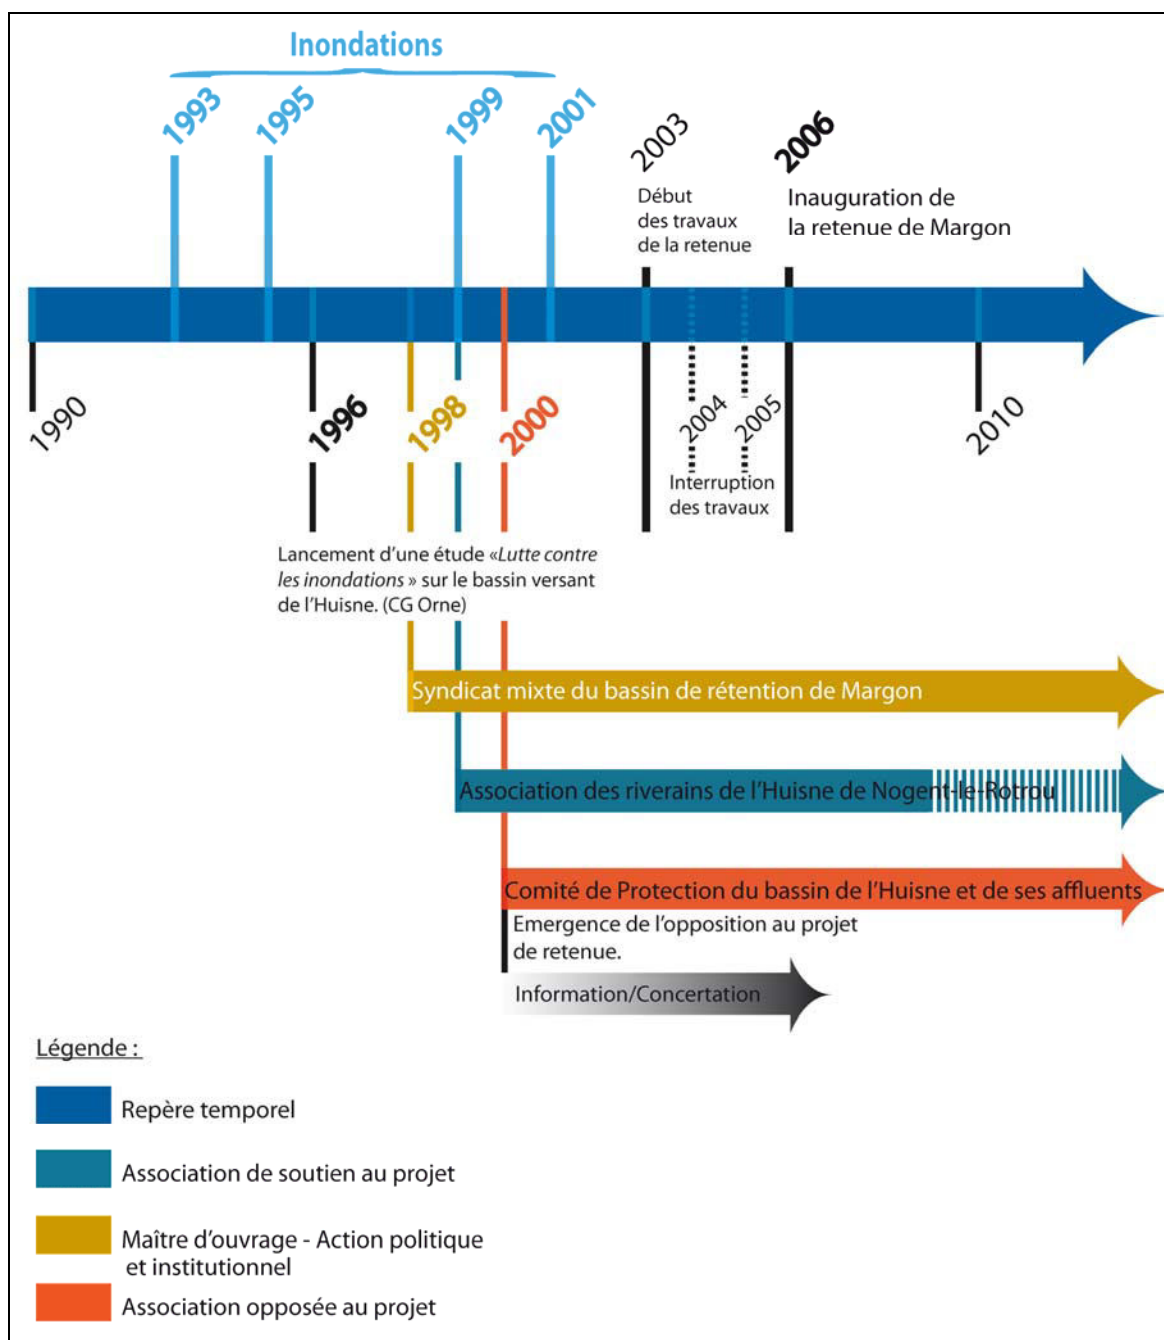 Inondations
1993
1995
1999
2001
2003
2006
Début
des travaux
de la retenue
Inauguration de
la retenue de Margon
1990
1996
1998
2000
2004
2005
2010
Interruption
des travaux
Lancement d'une étude «Lutte contre
les inondations » sur le bassin versant
de l'Huisne. (CG Orne)
Syndicat mixte du bassin de rétention de Margon
Association des riverains de l'Huisne de Nogent-le-Rotrou
Comité de Protection du bassin de l'Huisne et de ses affluents
Emergence de l'opposition au projet
de retenue.
Information/Concertation
Légende :
Repère temporel
Association de soutien au projet
Maître d'ouvrage - Action politique
et institutionnel
Association opposée au projet